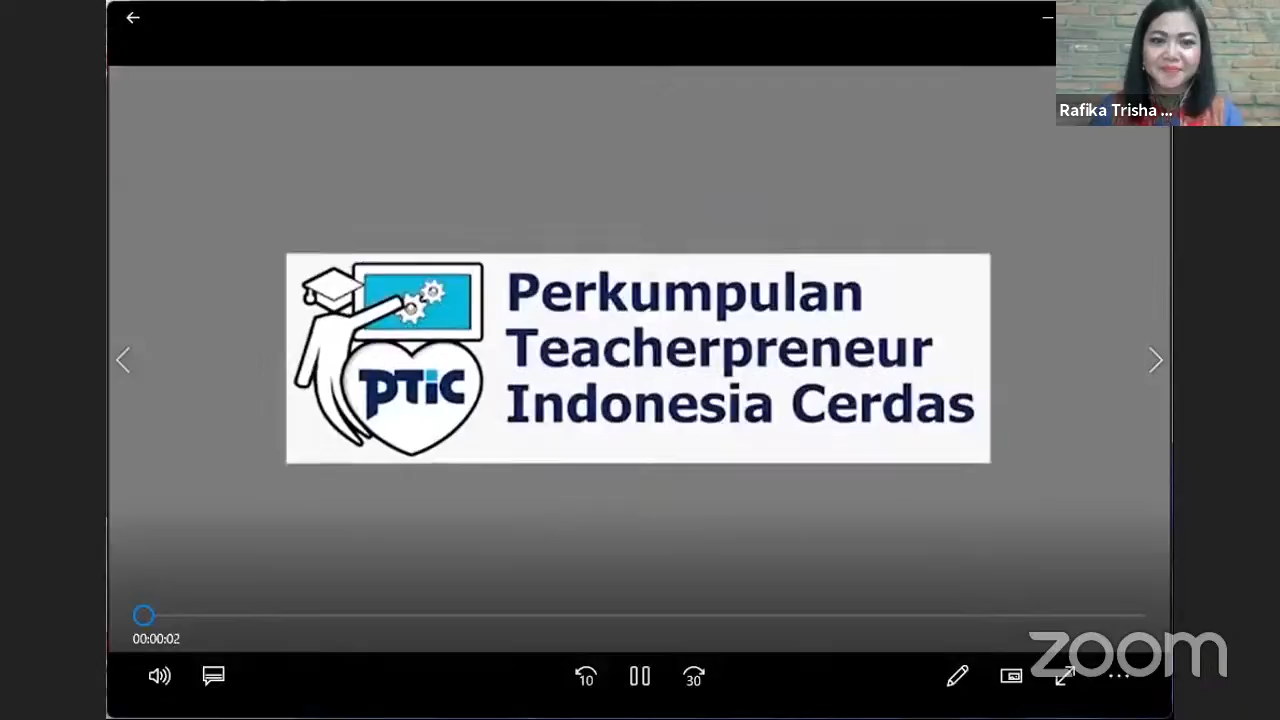 Rafika Trisha ...
PTiC
Perkumpulan
Teacherpreneur
Indonesia Cerdas
00:00:02
10
30
zoom